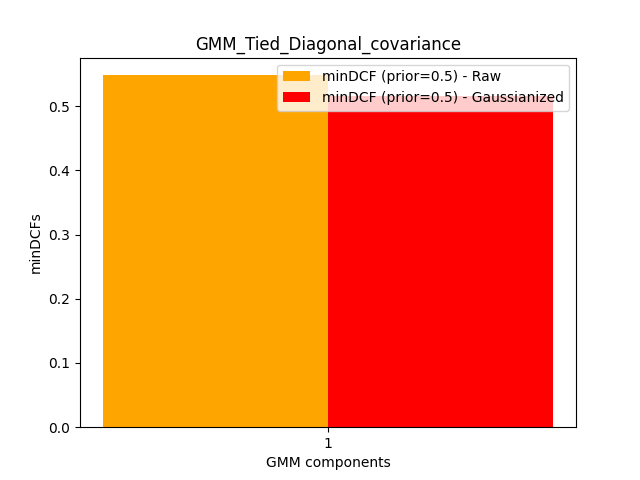 GMM_Tied_Diagonal_covariance
minDCF (prior=0.5) - Raw
minDCF (prior=0.5) - Gaussianized
minDCFs
0.5
0.4
0.3
0.2
0.1
0.0
1
GMM components